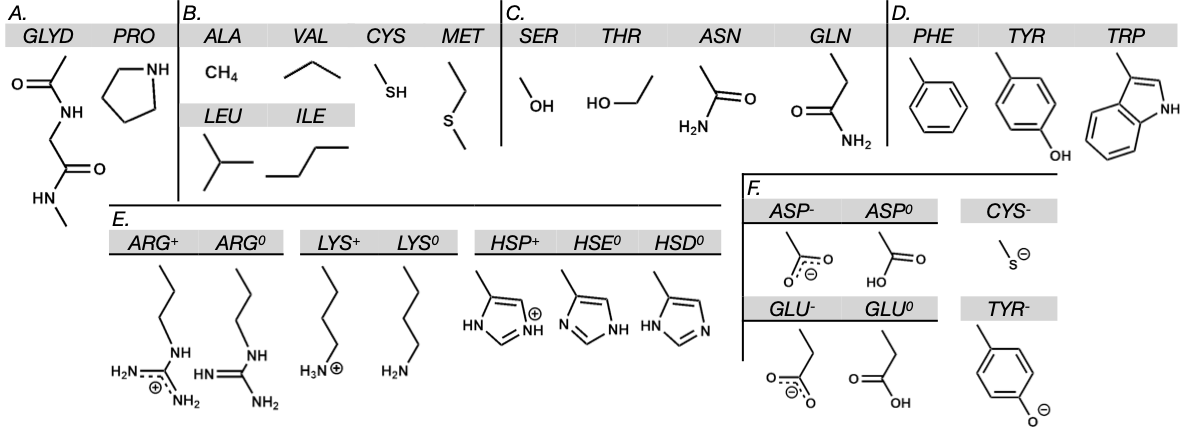 A. B. C. D.
GLYD PRO ALA VAL CYS MET SER THR ASN GLN PHE TYR TRP
O NH NH CH₄ SH S OH HO O H₂N O NH₂ OH NH
LEU ILE
O HN
E. F.
ARG⁺ ARG⁰ LYS⁺ LYS⁰ HSP⁺ HSE⁰ HSD⁰ ASP⁻ ASP⁰ CYS⁻
O O ⊖ O HO S ⊖
NH H₂N ⊕ NH₂ NH HN NH₂ H₃N ⊕ H₂N HN NH ⊕ N NH HN N
GLU⁻ GLU⁰ TYR⁻
O O ⊖ O OH O ⊖